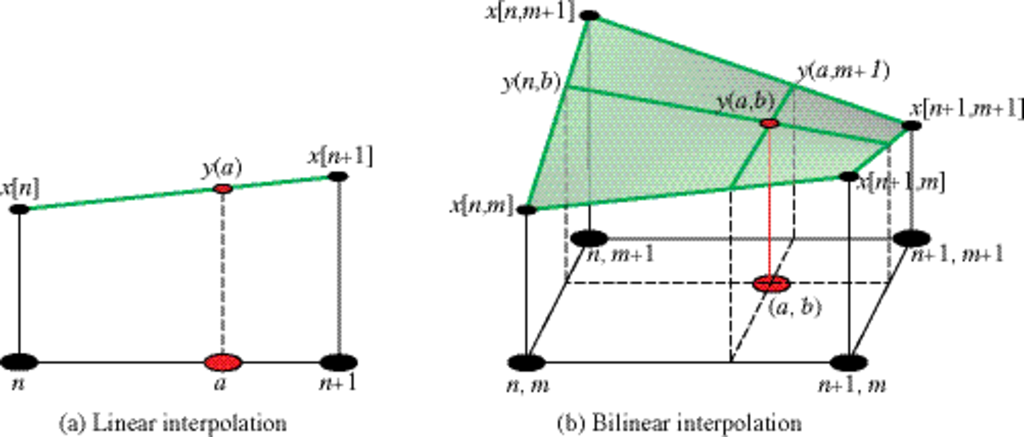 x[n,m+1]
y(a,m+1)
y(n,b)
y(a,b)
x[n+1,m+1]
x[n+1]
y(a)
x[n]
x[n+1,m]
x[n,m]
n, m+1
n+1, m+1
(a, b)
n
a
n+1
n, m
n+1, m
(a) Linear interpolation
(b) Bilinear interpolation